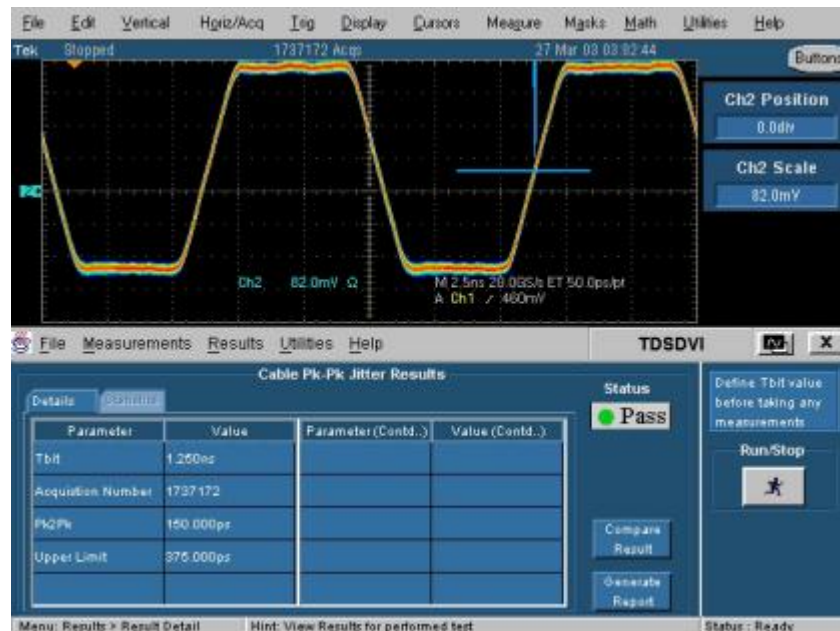 File Edit Vertical Horiz/Acq Trig Display Cursors Measure Masks Math Utilities Help
Tek Stopped 1737172 Acqs 27 Mar 03 03:02:44
Buttons
Ch2 Position
0.0div
Ch2 Scale
82.0mV
2
Ch2 82.0mV Ω M 2.5ns 20.0GS/s ET 50.0ps/pt
A Ch1 / 460mV
File Measurements Results Utilities Help TDSDVI X
Cable Pk-Pk Jitter Results
Details Statistics
Status
Pass
Define Tbit value
before taking any
measurements
Parameter Value Parameter (Contd..) Value (Contd..)
Tbit 1.250ns
Acquistion Number 1737172
Pk2Pk 150.000ps
Upper Limit 375.000ps
Run/Stop
Compare
Result
Generate
Report
Menu: Results > Result Detail Hint: View Results for performed test Status : Ready